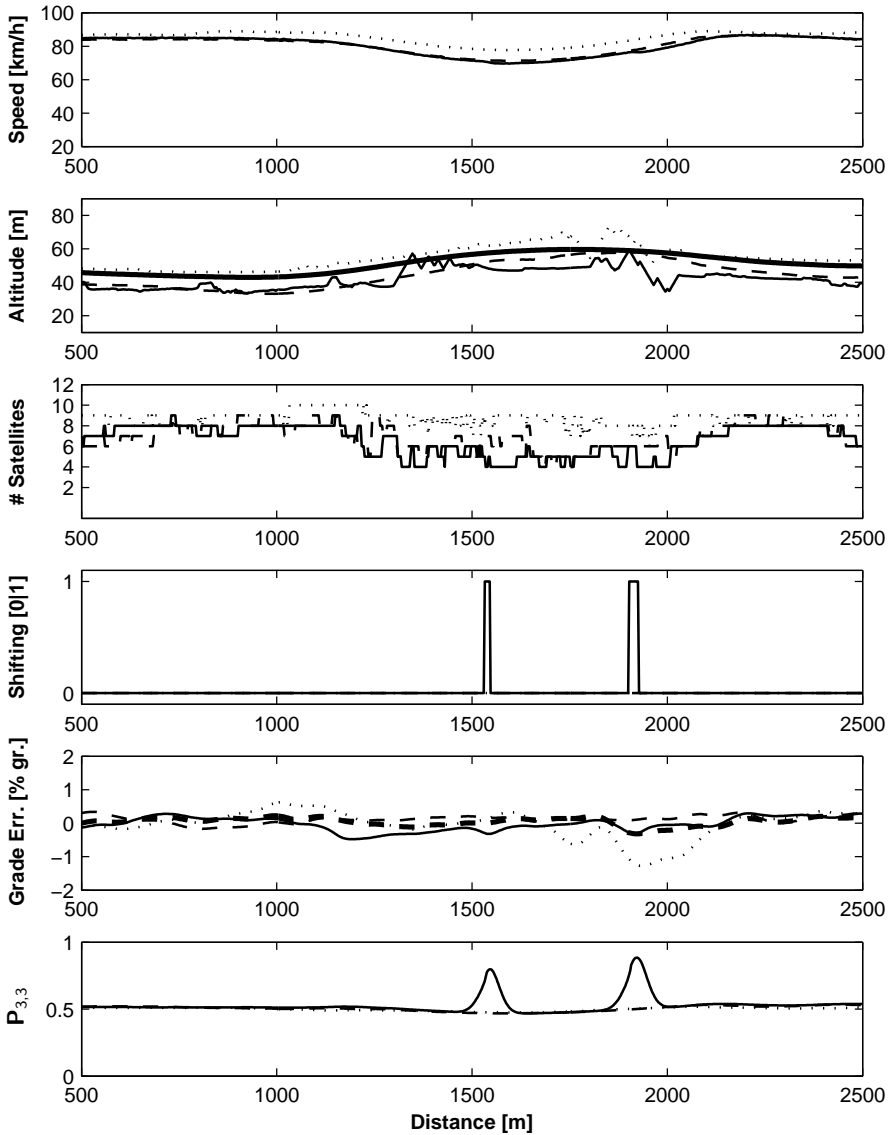 Speed [km/h]
100
80
60
40
20
500 1000 1500 2000 2500
Altitude [m]
80
60
40
20
500 1000 1500 2000 2500
# Satellites
12
10
8
6
4
2
500 1000 1500 2000 2500
Shifting [0|1]
1
0
500 1000 1500 2000 2500
Grade Err. [% gr.]
2
1
0
−1
−2
500 1000 1500 2000 2500
P3,3
1
0.5
0
500 1000 1500 2000 2500
Distance [m]